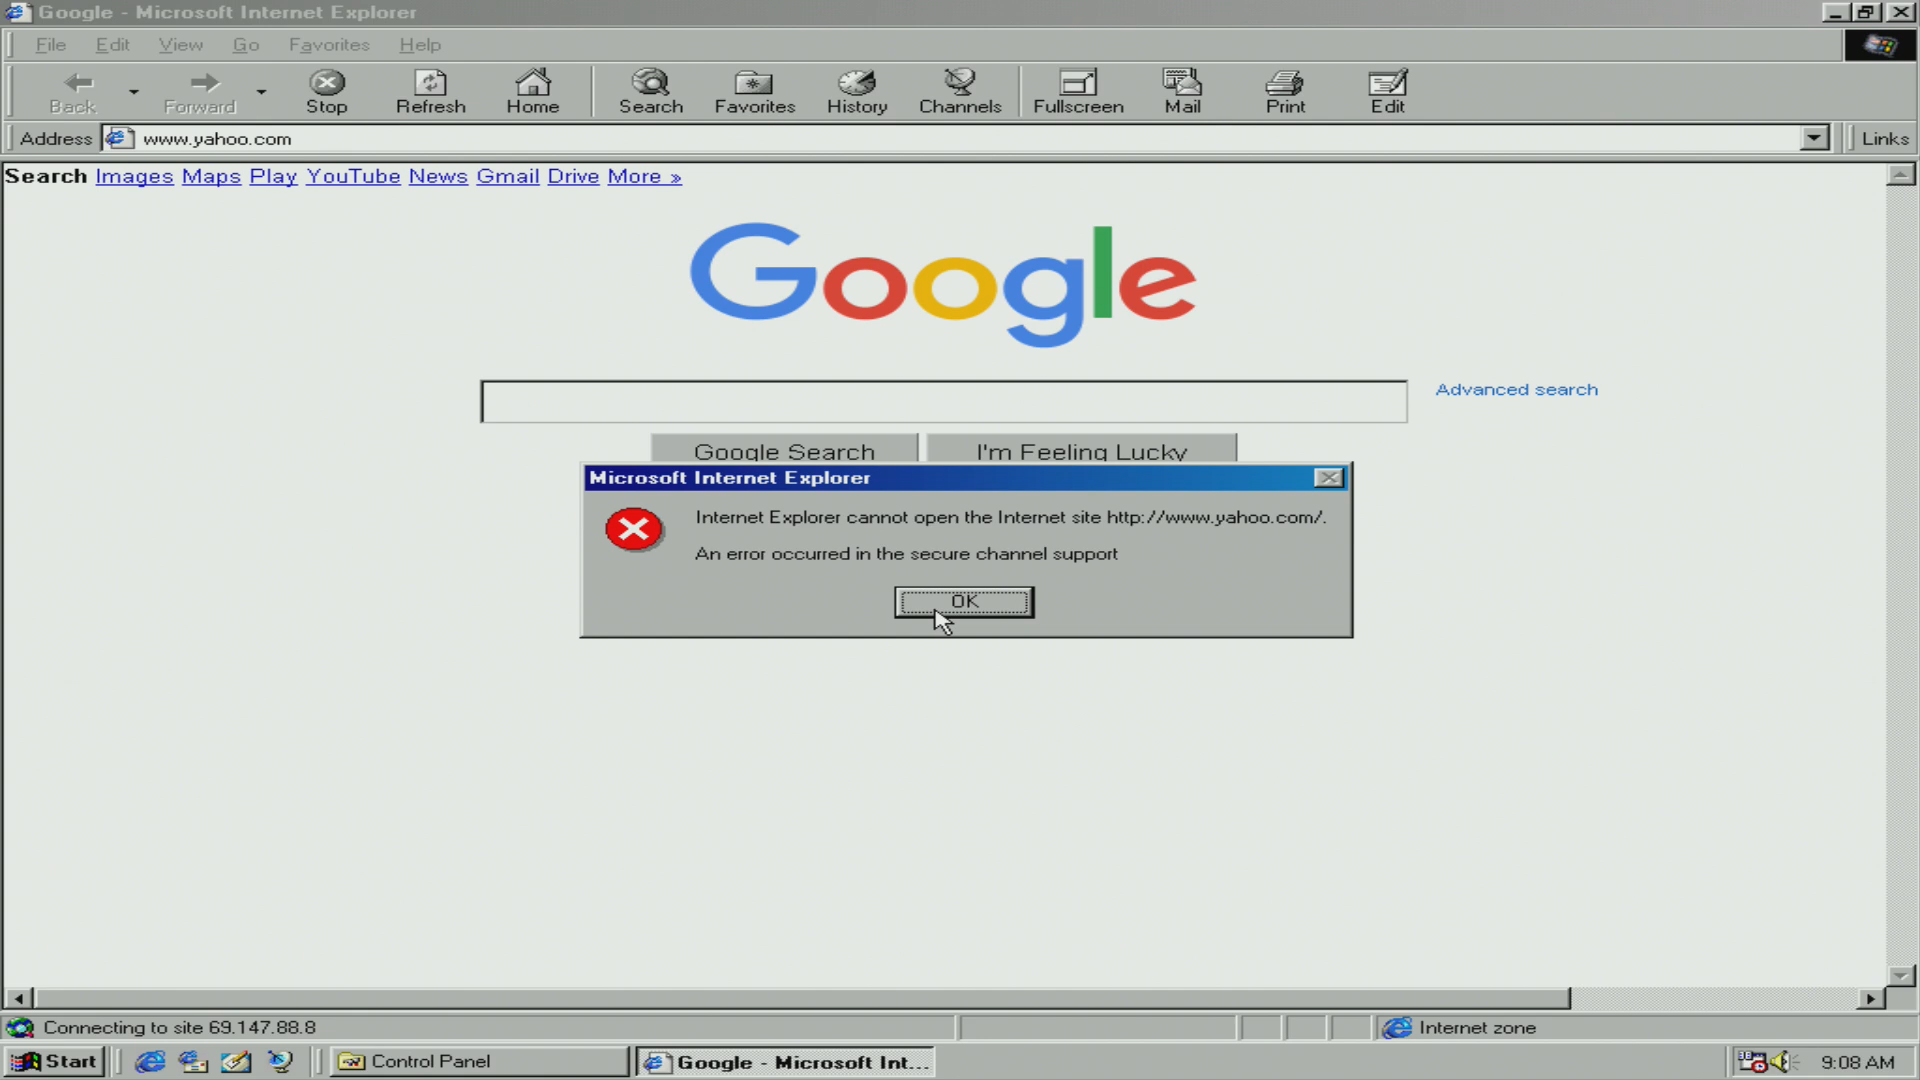 Google - Microsoft Internet Explorer
File Edit View Go Favorites Help
Back Forward Stop Refresh Home Search Favorites History Channels Fullscreen Mail Print Edit
Address www.yahoo.com Links
Search Images Maps Play YouTube News Gmail Drive More »
Google
Advanced search
Google Search I'm Feeling Lucky
Microsoft Internet Explorer
Internet Explorer cannot open the Internet site http://www.yahoo.com/.
An error occurred in the secure channel support
OK
Connecting to site 69.147.88.8 Internet zone
Start Control Panel Google - Microsoft Int... 9:08 AM